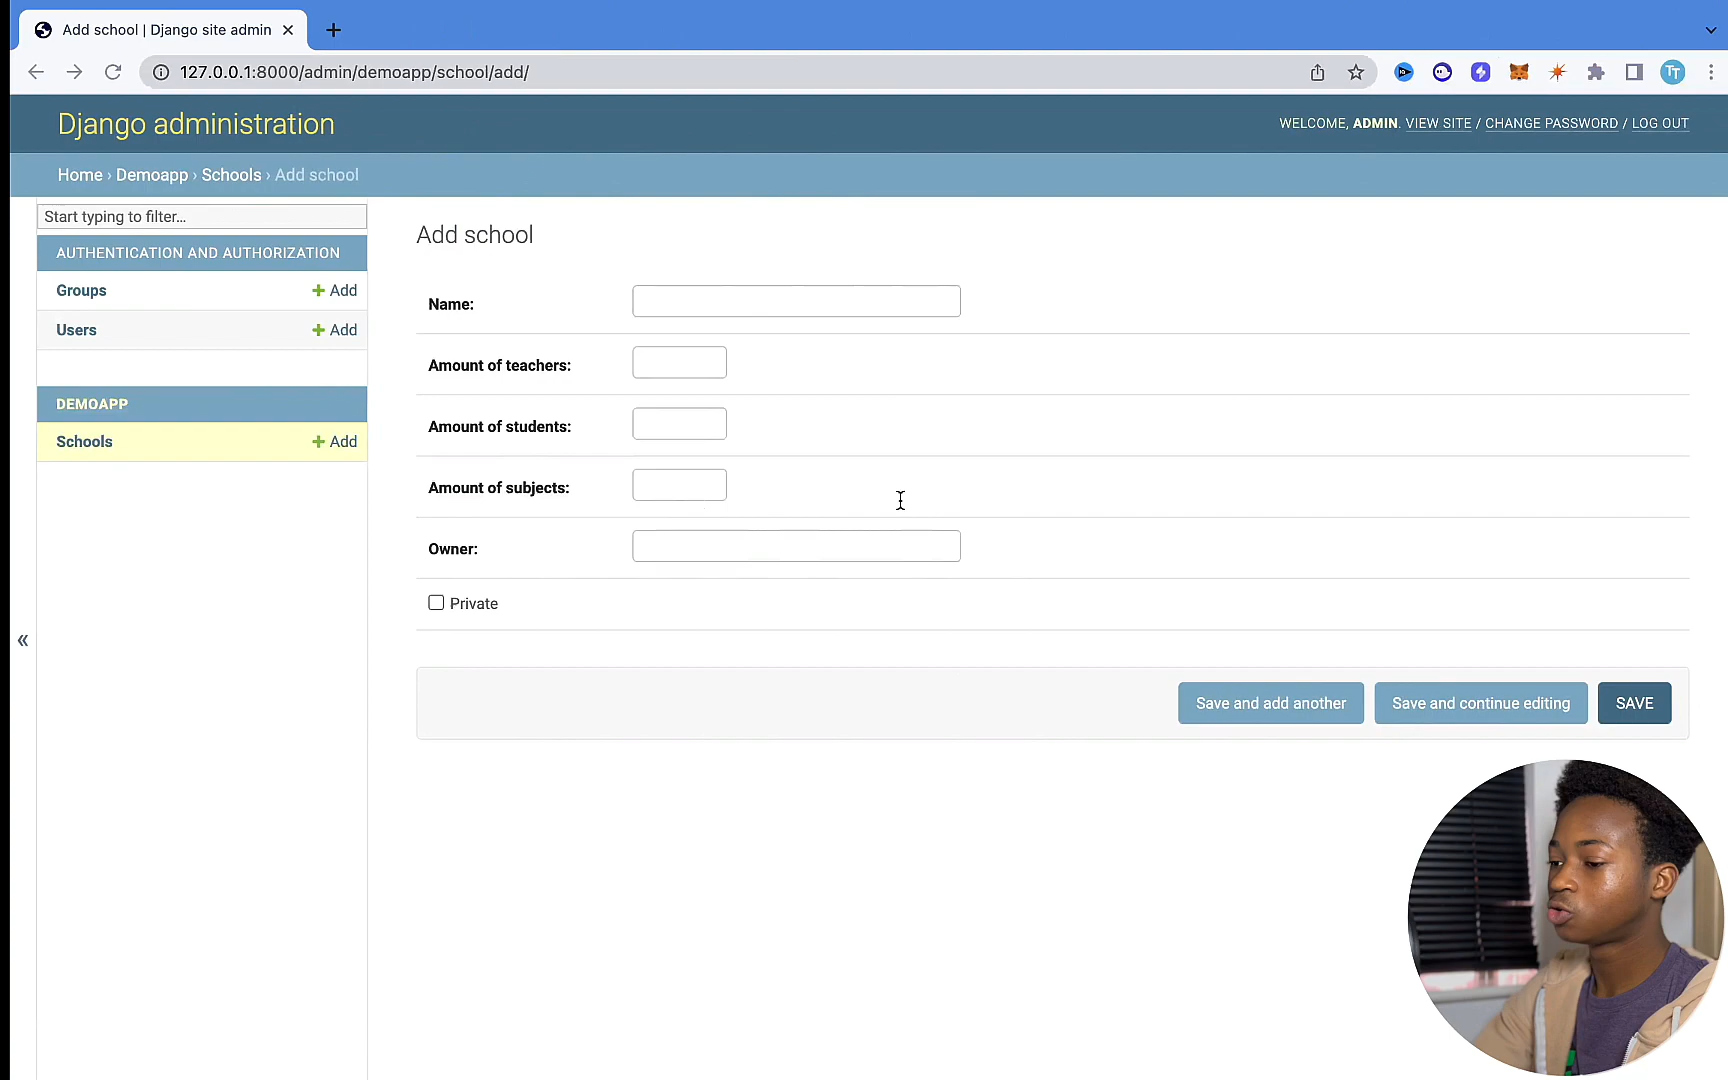 Add school | Django site admin
127.0.0.1:8000/admin/demoapp/school/add/
TT
Django administration
WELCOME, ADMIN. VIEW SITE / CHANGE PASSWORD / LOG OUT
Home › Demoapp › Schools › Add school
Start typing to filter...
AUTHENTICATION AND AUTHORIZATION
Groups + Add
Users + Add
DEMOAPP
Schools + Add
«
Add school
Name:
Amount of teachers:
Amount of students:
Amount of subjects:
Owner:
Private
Save and add another Save and continue editing SAVE